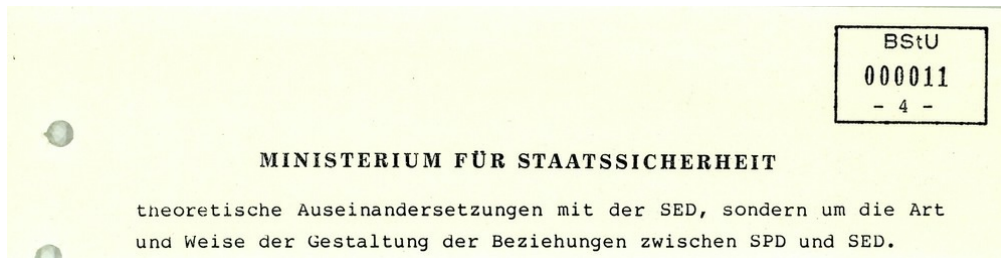 BStU
000011
- 4 -
MINISTERIUM FÜR STAATSSICHERHEIT
theoretische Auseinandersetzungen mit der SED, sondern um die Art
und Weise der Gestaltung der Beziehungen zwischen SPD und SED.